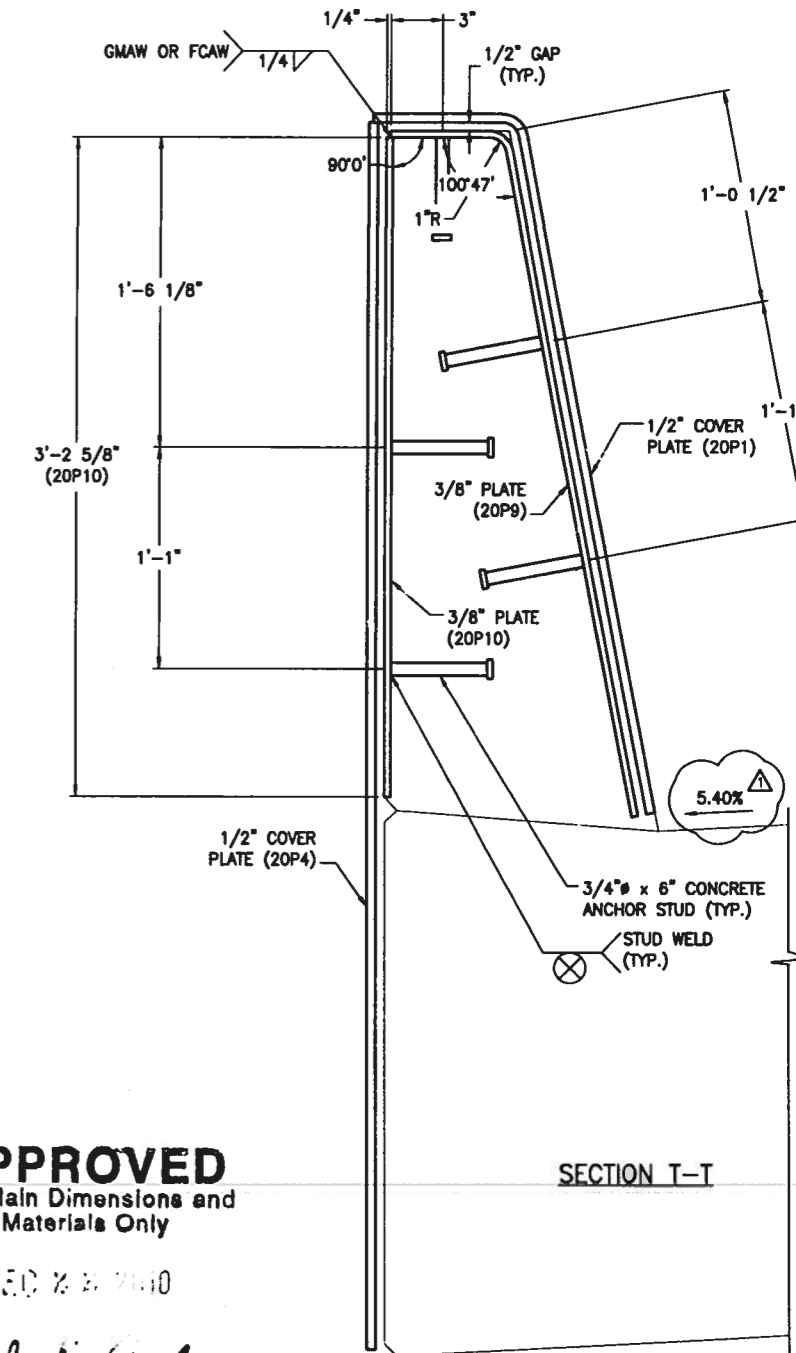 1/4"
3"
GMAW OR FCAW
1/4
1/2" GAP
(TYP.)
90°0'
100°47'
1"R
1'-0 1/2"
1'-6 1/8"
1'-1
1/2" COVER
PLATE (20P1)
3'-2 5/8"
(20P10)
3/8" PLATE
(20P9)
1'-1"
3/8" PLATE
(20P10)
5.40%
1
1/2" COVER
PLATE (20P4)
3/4"ø x 6" CONCRETE
ANCHOR STUD (TYP.)
STUD WELD
(TYP.)
PPROVED
lain Dimensions and
Materials Only
SECTION T-T